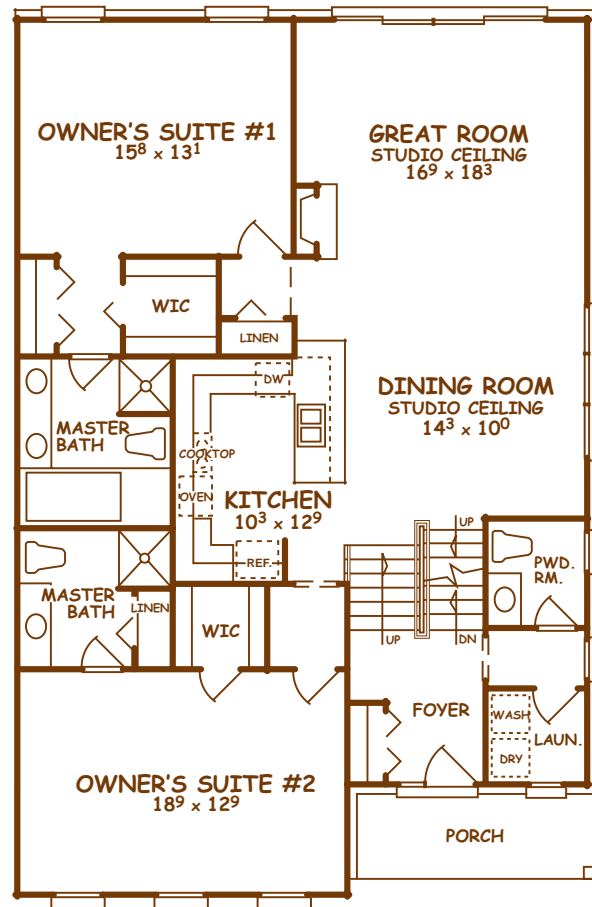 OWNER'S SUITE #1
15⁸ x 13¹
GREAT ROOM
STUDIO CEILING
16⁹ x 18³
WIC
LINEN
DW
DINING ROOM
STUDIO CEILING
14³ x 10⁰
MASTER
BATH
COOKTOP
OVEN
KITCHEN
10³ x 12⁹
REF.
UP
PWD.
RM.
MASTER
BATH
LINEN
WIC
UP
DN
FOYER
WASH
LAUN.
DRY
OWNER'S SUITE #2
18⁹ x 12⁹
PORCH